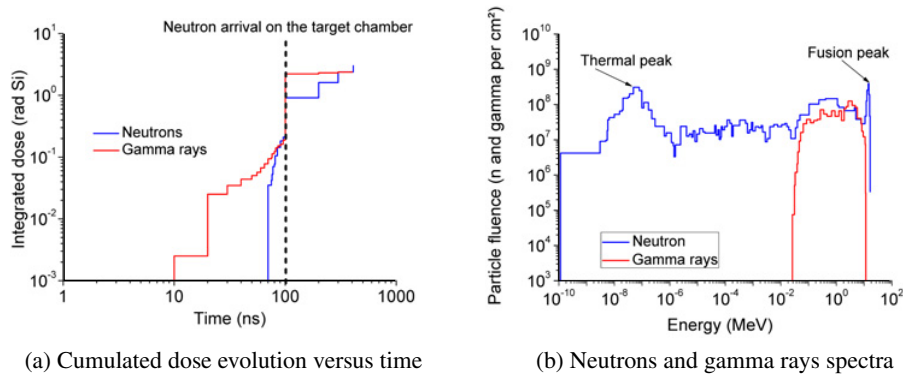 Neutron arrival on the target chamber
Integrated dose (rad Si)
10¹
10⁰
10⁻¹
10⁻²
10⁻³
Neutrons
Gamma rays
1
10
100
1000
Time (ns)
(a) Cumulated dose evolution versus time
Particle fluence (n and gamma per cm²)
10¹⁰
10⁹
10⁸
10⁷
10⁶
10⁵
10⁴
10³
Thermal peak
Fusion peak
Neutron
Gamma rays
10⁻¹⁰
10⁻⁸
10⁻⁶
10⁻⁴
10⁻²
10⁰
10²
Energy (MeV)
(b) Neutrons and gamma rays spectra